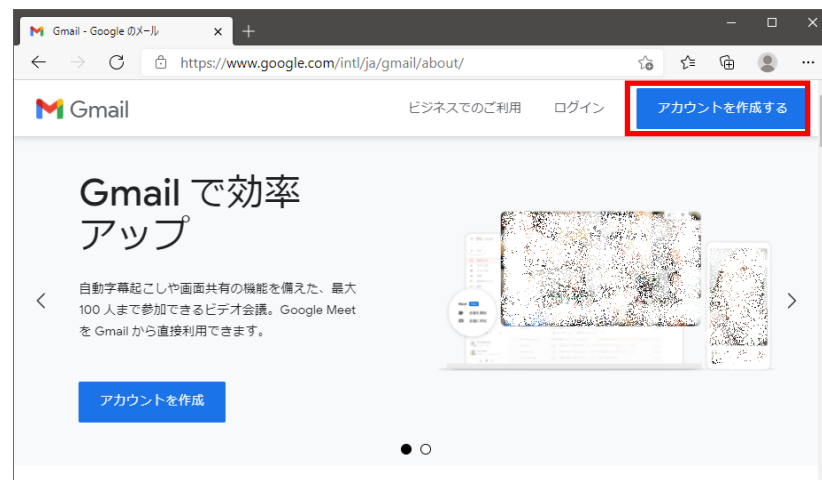 Gmail - Google のメール
https://www.google.com/intl/ja/gmail/about/
Gmail
ビジネスでのご利用
ログイン
アカウントを作成する
Gmail で効率
アップ
自動字幕起こしや画面共有の機能を備えた、最大
100 人まで参加できるビデオ会議。Google Meet
を Gmail から直接利用できます。
アカウントを作成